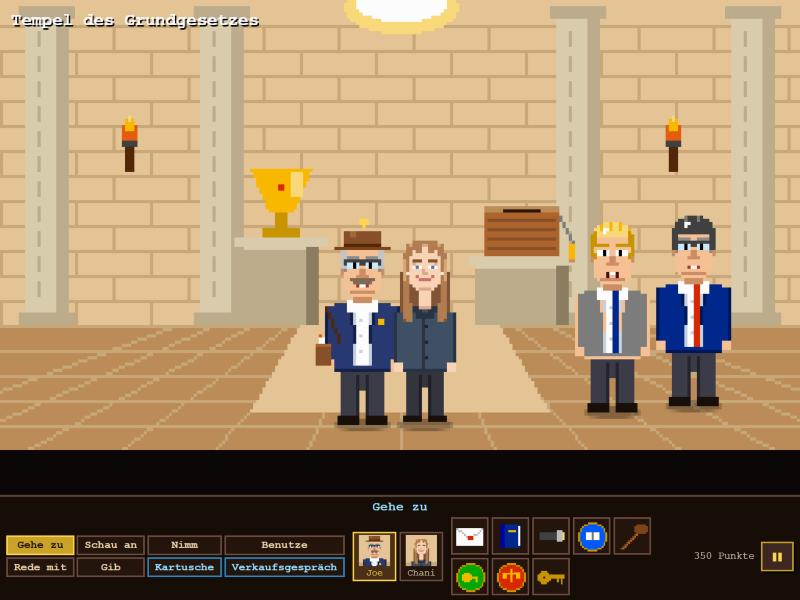 Tempel des Grundgesetzes
Gehe zu
Gehe zu Schau an Nimm Benutze
Rede mit Gib Kartusche Verkaufsgespräch
Joe Chani
350 Punkte